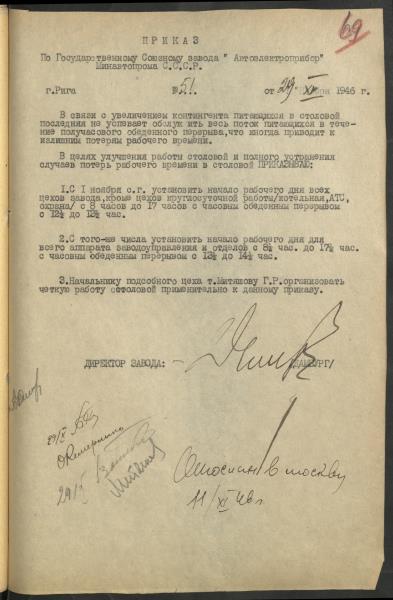 69
ПРИКАЗ
По Государственному Союзному завода " Автоэлектроприбор"
Минавтопрома С.С.С.Р.
г.Рига № 51. от 29 X 1946 г.
В связи с увеличением контингента питающихся в столовой
последняя не успевает обслужить весь поток питающихся в тече-
ние получасового обеденного перерыва,что иногда приводит к
излишним потерям рабочего времени.
В целях улучшения работы столовой и полного устранения
случаев потерь рабочего времени в столовой ПРИКАЗЫВАЮ:
1.С I ноября с.г. установить начало рабочего дня всех
цехов завода,кроме цехов круглосуточной работы/котельная,АТС,
охрана/ с 8 часов до 17 часов с часовым обеденным перерывом
с 12½ до 13½ час.
2.С того-же числа установить начало рабочего дня для
всего аппарата заводоуправления и отделов с 8½ час. до 17½ час.
с часовым обеденным перерывом с 13½ до 14½ час.
3.Начальнику подсобного цеха т.Митяшову Г.Р.организовать
четкую работу столовой применительно к данному приказу.
ДИРЕКТОР ЗАВОДА: –
29/X
29/X
в Москву
11/XI 46 г.